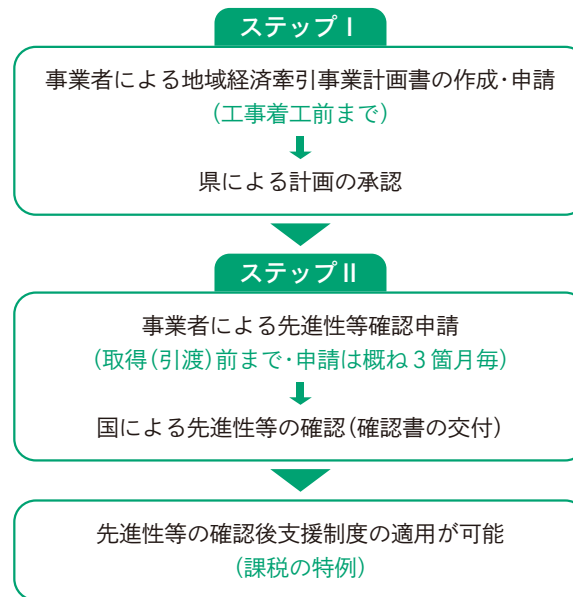 ステップⅠ
事業者による地域経済牽引事業計画書の作成・申請
(工事着工前まで)
県による計画の承認
ステップⅡ
事業者による先進性等確認申請
(取得(引渡)前まで・申請は概ね3箇月毎)
国による先進性等の確認(確認書の交付)
先進性等の確認後支援制度の適用が可能
(課税の特例)